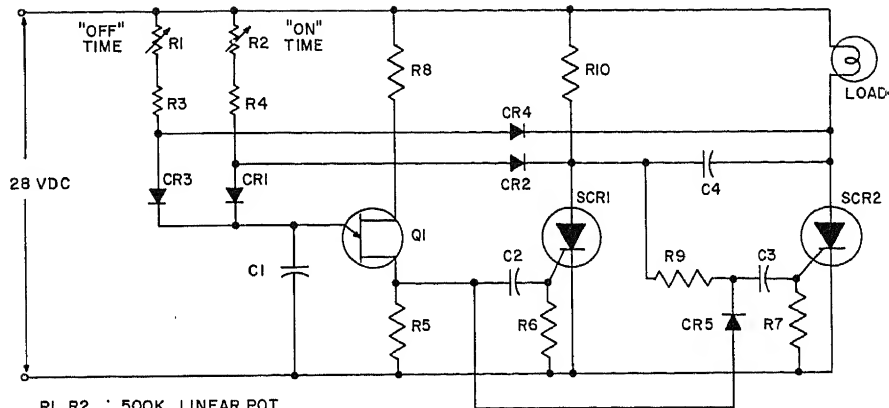 "OFF" TIME
R1
R2
"ON" TIME
R8
R10
LOAD
R3
R4
CR4
CR2
28 VDC
CR3
CR1
C4
SCR1
SCR2
Q1
C1
C2
R9
C3
R5
R6
CR5
R7
R1, R2 : 500K LINEAR POT